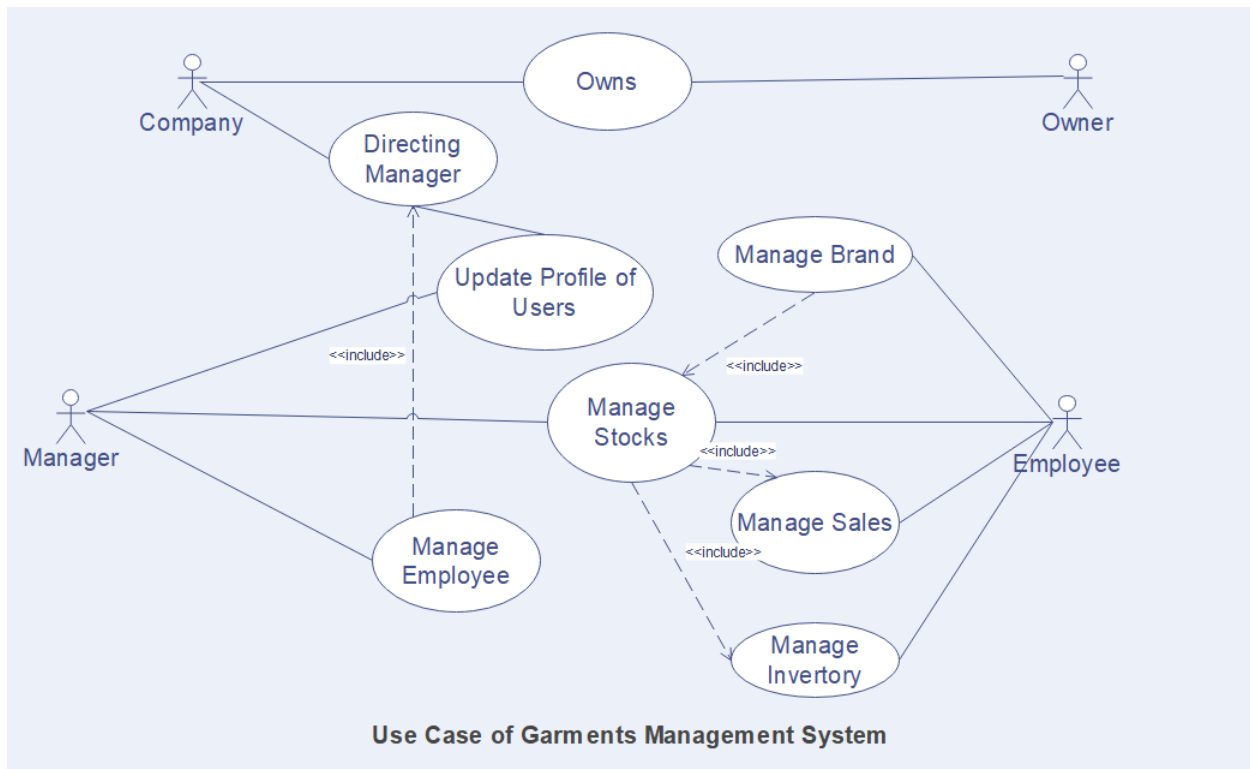 Owns
Company
Owner
Directing
Manager
Manage Brand
Update Profile of
Users
<<include>>
<<include>>
Manage
Stocks
Manager
<<include>>
Employee
Manage Sales
<<include>>
Manage
Employee
Manage
Invertory
Use Case of Garments Management System